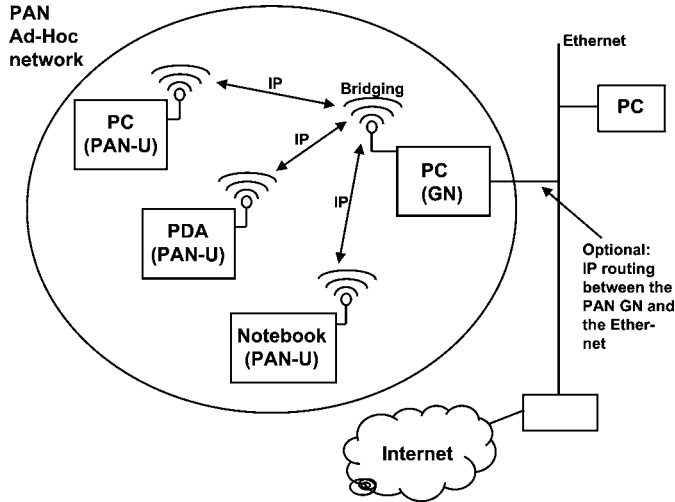 PAN
Ad-Hoc
network
Ethernet
IP
Bridging
PC
(PAN-U)
IP
PC
PC
(GN)
IP
PDA
(PAN-U)
Optional:
IP routing
between the
PAN GN and
the Ether-
net
Notebook
(PAN-U)
Internet